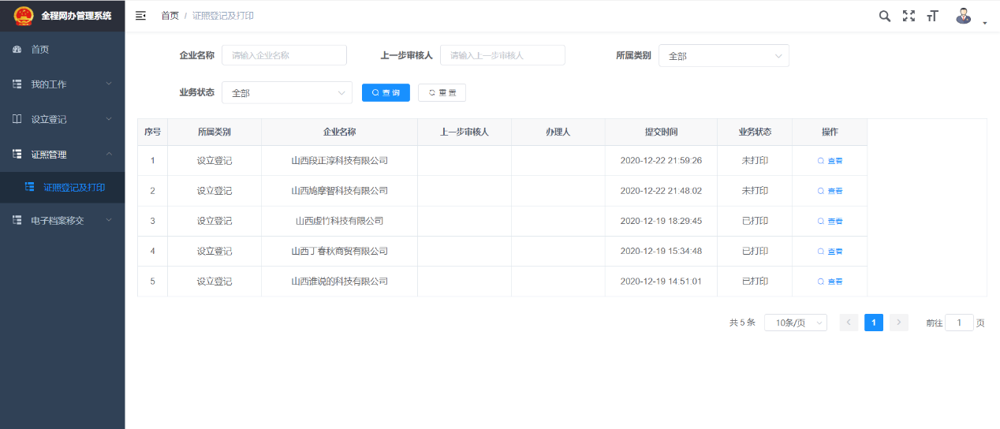 全程网办管理系统
首页 / 证照登记及打印
首页
我的工作
设立登记
证照管理
证照登记及打印
电子档案移交
企业名称 请输入企业名称 上一步审核人 请输入上一步审核人 所属类别 全部
业务状态 全部 查 询 重 置
序号 所属类别 企业名称 上一步审核人 办理人 提交时间 业务状态 操作
1 设立登记 山西段正淳科技有限公司 2020-12-22 21:59:26 未打印 查看
2 设立登记 山西鸠摩智科技有限公司 2020-12-22 21:48:02 未打印 查看
3 设立登记 山西虚竹科技有限公司 2020-12-19 18:29:45 已打印 查看
4 设立登记 山西丁春秋商贸有限公司 2020-12-19 15:34:48 已打印 查看
5 设立登记 山西谁说的科技有限公司 2020-12-19 14:51:01 已打印 查看
共 5 条 10条/页 1 前往 1 页